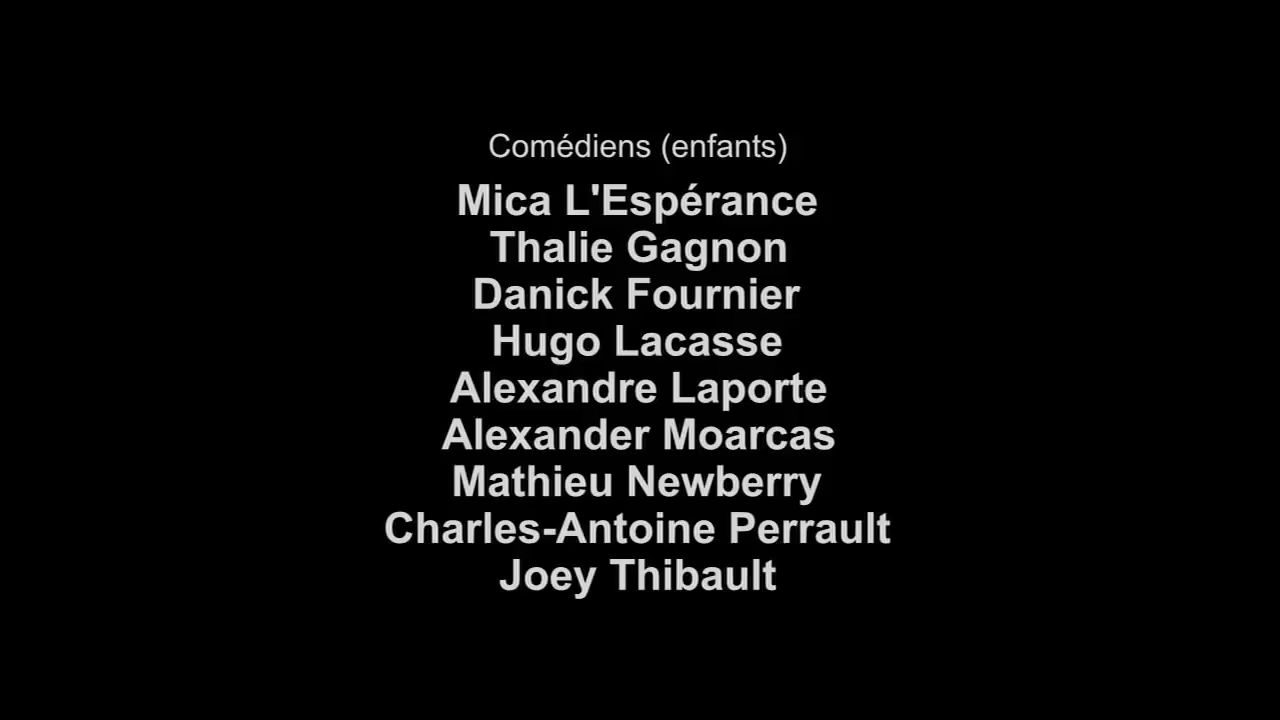 Comédiens (enfants)
Mica L'Espérance
Thalie Gagnon
Danick Fournier
Hugo Lacasse
Alexandre Laporte
Alexander Moarcas
Mathieu Newberry
Charles-Antoine Perrault
Joey Thibault